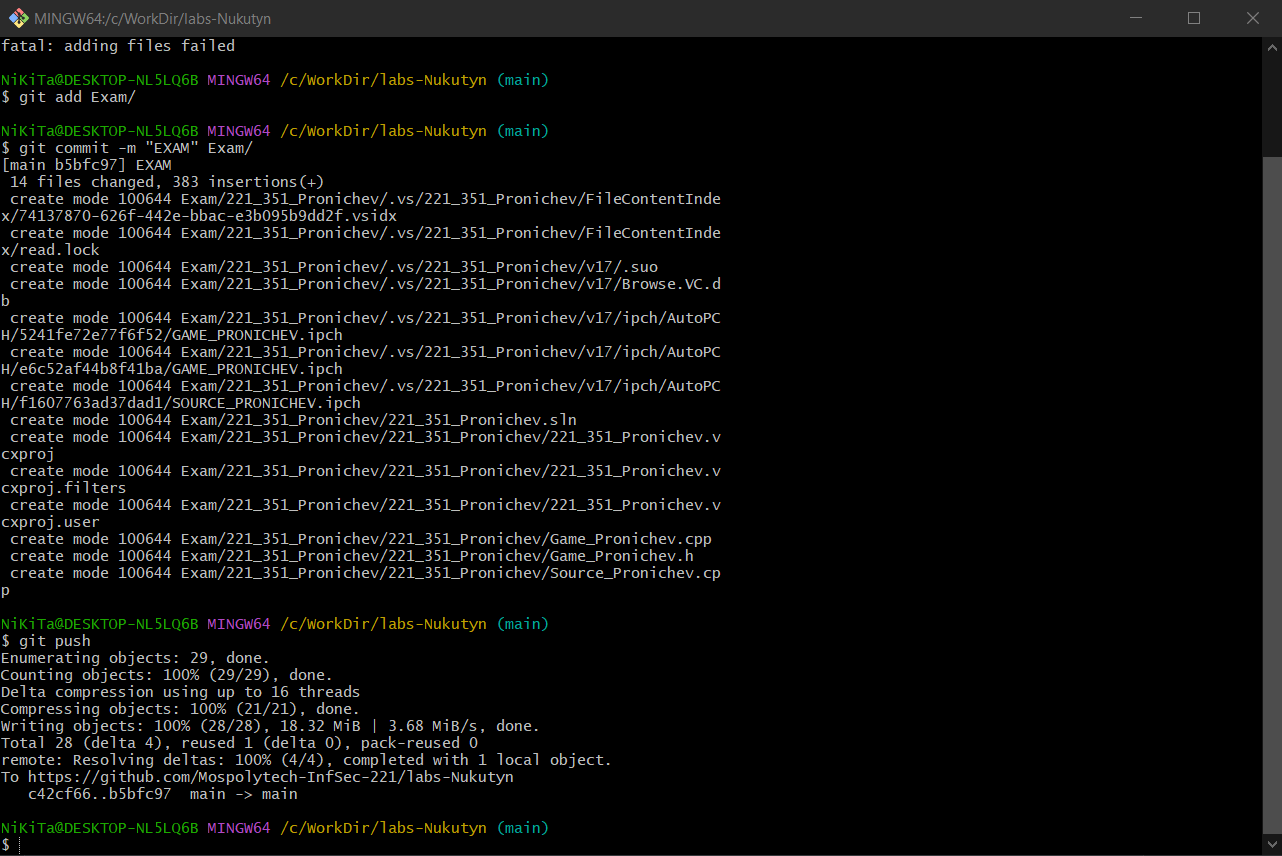 MINGW64:/c/WorkDir/labs-Nukutyn
fatal: adding files failed
NiKiTa@DESKTOP-NL5LQ6B MINGW64 /c/WorkDir/labs-Nukutyn (main)
$ git add Exam/
NiKiTa@DESKTOP-NL5LQ6B MINGW64 /c/WorkDir/labs-Nukutyn (main)
$ git commit -m "EXAM" Exam/
[main b5bfc97] EXAM
 14 files changed, 383 insertions(+)
 create mode 100644 Exam/221_351_Pronichev/.vs/221_351_Pronichev/FileContentInde
x/74137870-626f-442e-bbac-e3b095b9dd2f.vsidx
 create mode 100644 Exam/221_351_Pronichev/.vs/221_351_Pronichev/FileContentInde
x/read.lock
 create mode 100644 Exam/221_351_Pronichev/.vs/221_351_Pronichev/v17/.suo
 create mode 100644 Exam/221_351_Pronichev/.vs/221_351_Pronichev/v17/Browse.VC.d
b
 create mode 100644 Exam/221_351_Pronichev/.vs/221_351_Pronichev/v17/ipch/AutoPC
H/5241fe72e77f6f52/GAME_PRONICHEV.ipch
 create mode 100644 Exam/221_351_Pronichev/.vs/221_351_Pronichev/v17/ipch/AutoPC
H/e6c52af44b8f41ba/GAME_PRONICHEV.ipch
 create mode 100644 Exam/221_351_Pronichev/.vs/221_351_Pronichev/v17/ipch/AutoPC
H/f1607763ad37dad1/SOURCE_PRONICHEV.ipch
 create mode 100644 Exam/221_351_Pronichev/221_351_Pronichev.sln
 create mode 100644 Exam/221_351_Pronichev/221_351_Pronichev/221_351_Pronichev.v
cxproj
 create mode 100644 Exam/221_351_Pronichev/221_351_Pronichev/221_351_Pronichev.v
cxproj.filters
 create mode 100644 Exam/221_351_Pronichev/221_351_Pronichev/221_351_Pronichev.v
cxproj.user
 create mode 100644 Exam/221_351_Pronichev/221_351_Pronichev/Game_Pronichev.cpp
 create mode 100644 Exam/221_351_Pronichev/221_351_Pronichev/Game_Pronichev.h
 create mode 100644 Exam/221_351_Pronichev/221_351_Pronichev/Source_Pronichev.cp
p
NiKiTa@DESKTOP-NL5LQ6B MINGW64 /c/WorkDir/labs-Nukutyn (main)
$ git push
Enumerating objects: 29, done.
Counting objects: 100% (29/29), done.
Delta compression using up to 16 threads
Compressing objects: 100% (21/21), done.
Writing objects: 100% (28/28), 18.32 MiB | 3.68 MiB/s, done.
Total 28 (delta 4), reused 1 (delta 0), pack-reused 0
remote: Resolving deltas: 100% (4/4), completed with 1 local object.
To https://github.com/Mospolytech-InfSec-221/labs-Nukutyn
   c42cf66..b5bfc97  main -> main
NiKiTa@DESKTOP-NL5LQ6B MINGW64 /c/WorkDir/labs-Nukutyn (main)
$